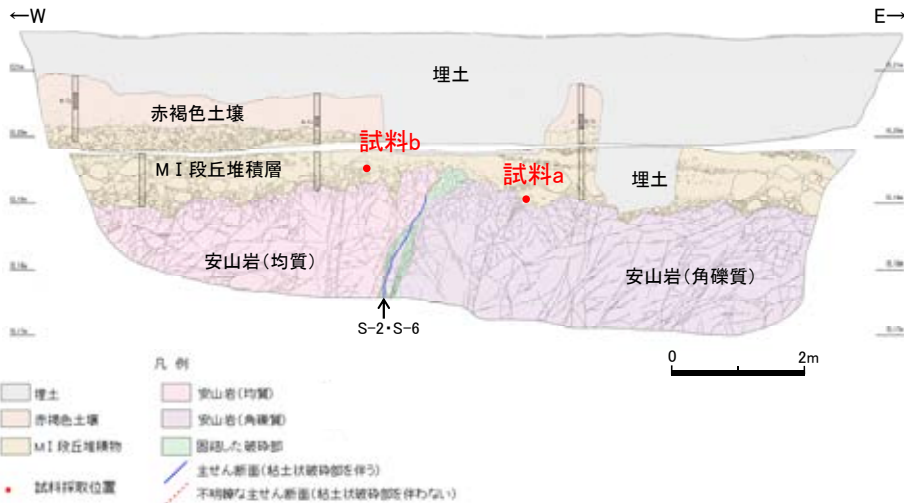 ←W
E→
埋土
赤褐色土壌
試料b
MⅠ段丘堆積層
試料a
埋土
安山岩(均質)
安山岩(角礫質)
S-2・S-6
0 2m
凡 例
埋土
安山岩(均質)
赤褐色土壌
安山岩(角礫質)
MⅠ段丘堆積物
固結した破砕部
主せん断面(粘土状破砕部を伴う)
試料採取位置
不明瞭な主せん断面(粘土状破砕部を伴わない)